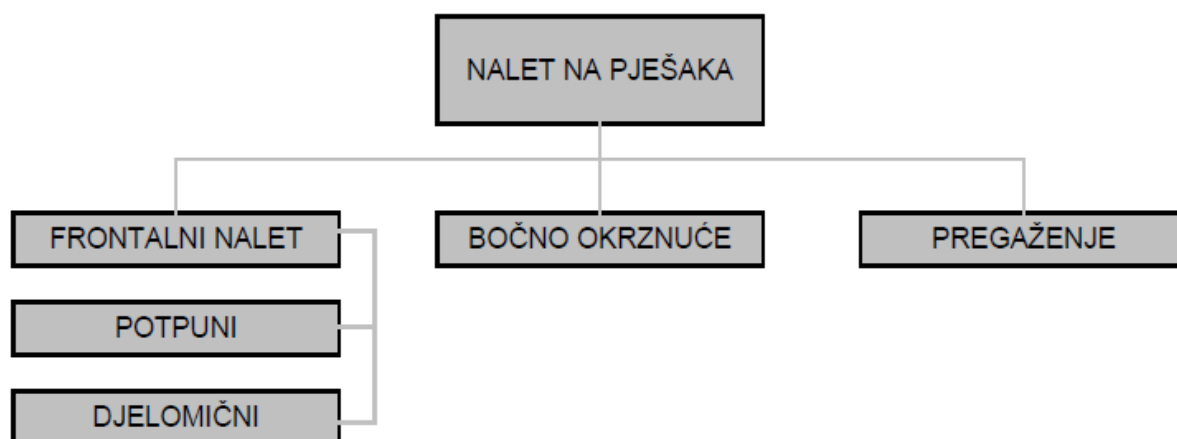 NALET NA PJEŠAKA
FRONTALNI NALET
BOČNO OKRZNUĆE
PREGAŽENJE
POTPUNI
DJELOMIČNI